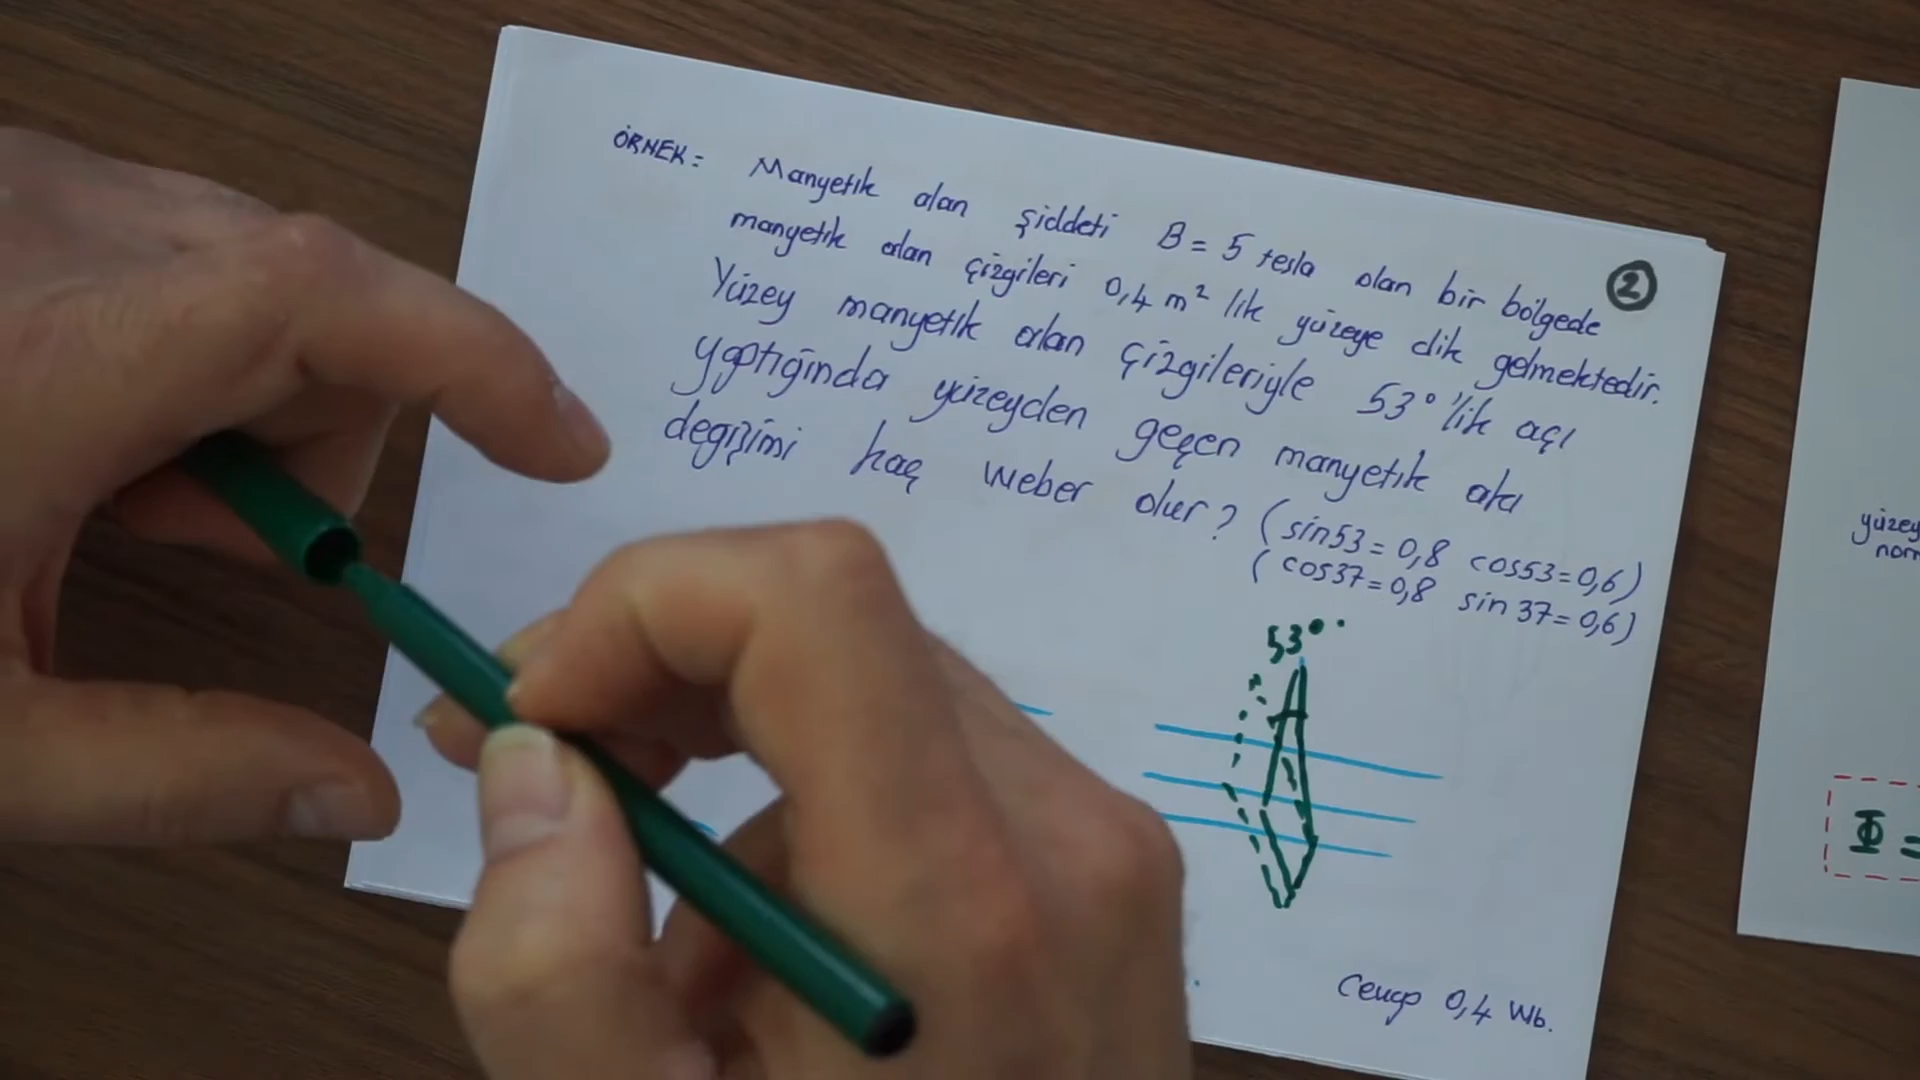 ÖRNEK= Manyetik alan şiddeti B = 5 tesla olan bir bölgede
manyetik alan çizgileri 0,4 m² lik yüzeye dik gelmektedir.
Yüzey manyetik alan çizgileriyle 53° lik açı
yaptığında yüzeyden geçen manyetik akı
değişimi kaç weber olur? (sin53=0,8 cos53=0,6)
(cos37=0,8 sin37=0,6)
2
53°
Cevap 0,4 Wb.
yüzey
Φ =